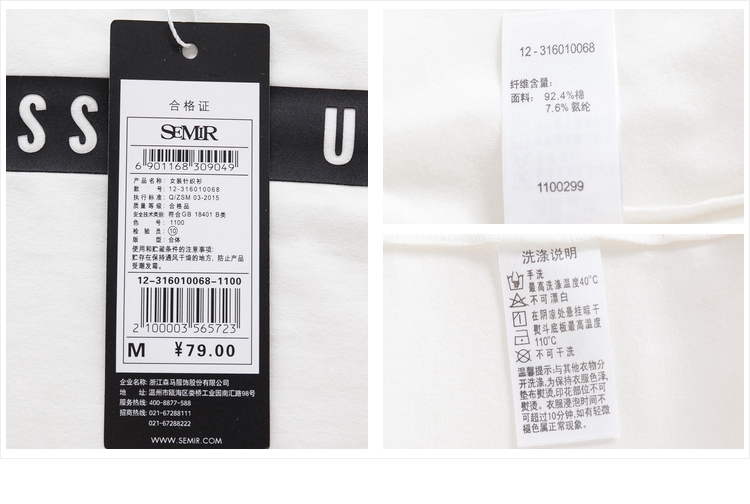 SS
U
合格证
SEMIR
6 901168 309049
产品名称: 女装针织衫
款 号: 12-316010068
执行标准: Q/ZSM 03-2015
质量等级: 合格品
安全技术类别: 符合GB 18401 B类
色 号: 1100
检 验 员: 10
版 型: 合体
使用和贮藏条件的注意事项:
贮存在保持通风干燥的地方, 防止产品
受潮发霉。
12-316010068-1100
2 100003 565723
M ¥79.00
企业名称: 浙江森马服饰股份有限公司
地 址: 温州市瓯海区娄桥工业园南汇路98号
服务热线: 400-8877-588
招商热线: 021-67288111
021-67288222
WWW.SEMIR.COM
12-316010068
纤维含量:
面料: 92.4%棉
7.6%氨纶
1100299
洗涤说明
手洗
最高洗涤温度40°C
不可漂白
在阴凉处悬挂晾干
熨斗底板最高温度
110°C
不可干洗
温馨提示:与其他衣物分
开洗涤,为保持衣服色泽,
垫布熨烫,印花部位不可
熨烫。衣服浸泡时间不
可超过10分钟,如有轻微
褪色属正常现象。